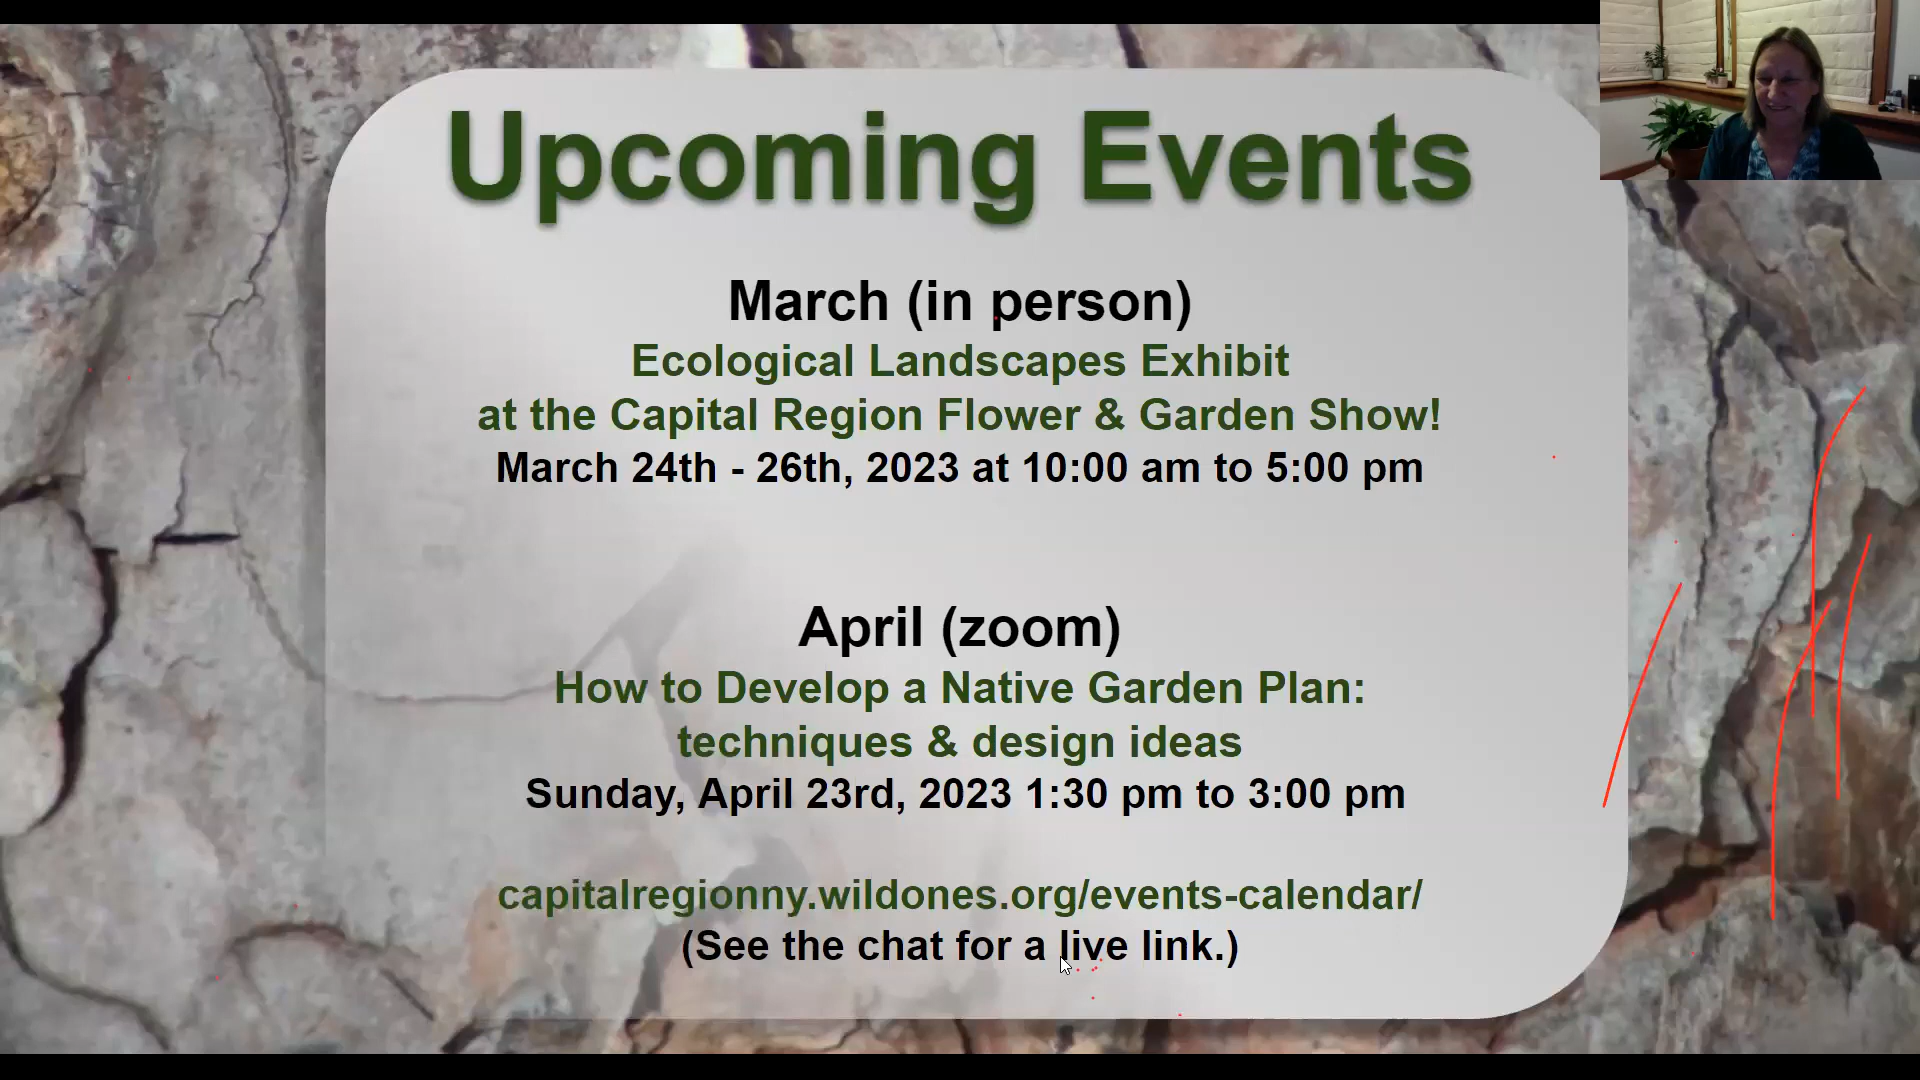 Upcoming Events
March (in person)
Ecological Landscapes Exhibit
at the Capital Region Flower & Garden Show!
March 24th - 26th, 2023 at 10:00 am to 5:00 pm
April (zoom)
How to Develop a Native Garden Plan:
techniques & design ideas
Sunday, April 23rd, 2023 1:30 pm to 3:00 pm
capitalregionny.wildones.org/events-calendar/
(See the chat for a live link.)